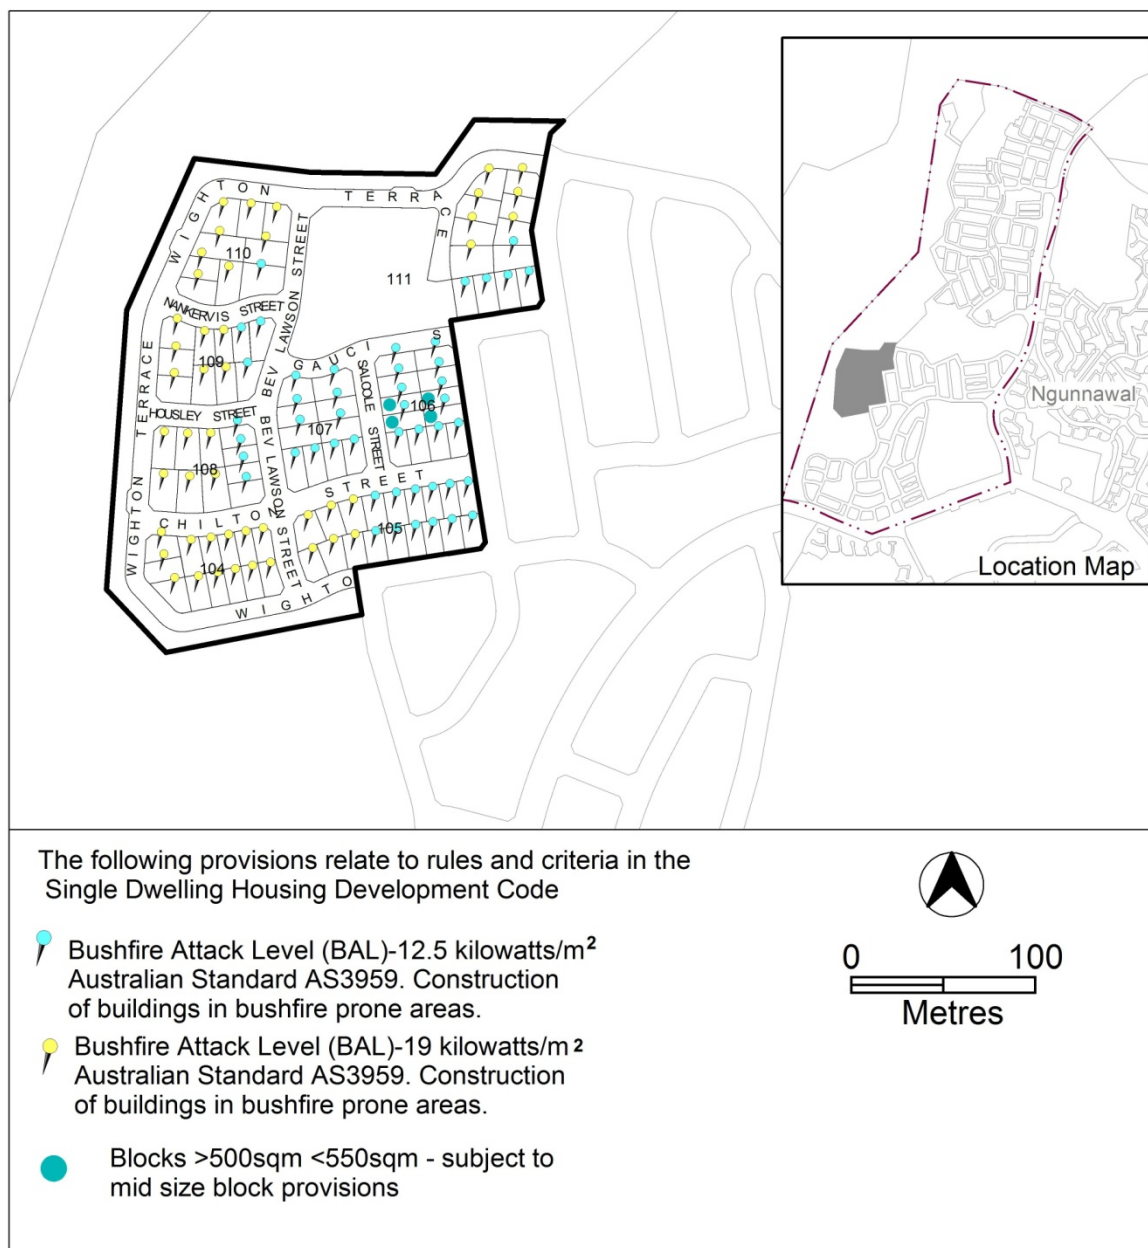 WIGHTON
TERRACE
WIGHTON TERRACE
110
111
NANKERVIS STREET
BEV LAWSON STREET
109
GAUCI S
SALOOLE STREET
106
107
HOUSLEY STREET
BEV LAWSON STREET
108
CHILTON STREET
105
104
WIGHTO
Ngunnawal
Location Map
The following provisions relate to rules and criteria in the
Single Dwelling Housing Development Code
Bushfire Attack Level (BAL)-12.5 kilowatts/m²
Australian Standard AS3959. Construction
of buildings in bushfire prone areas.
Bushfire Attack Level (BAL)-19 kilowatts/m²
Australian Standard AS3959. Construction
of buildings in bushfire prone areas.
Blocks >500sqm <550sqm - subject to
mid size block provisions
0 100
Metres